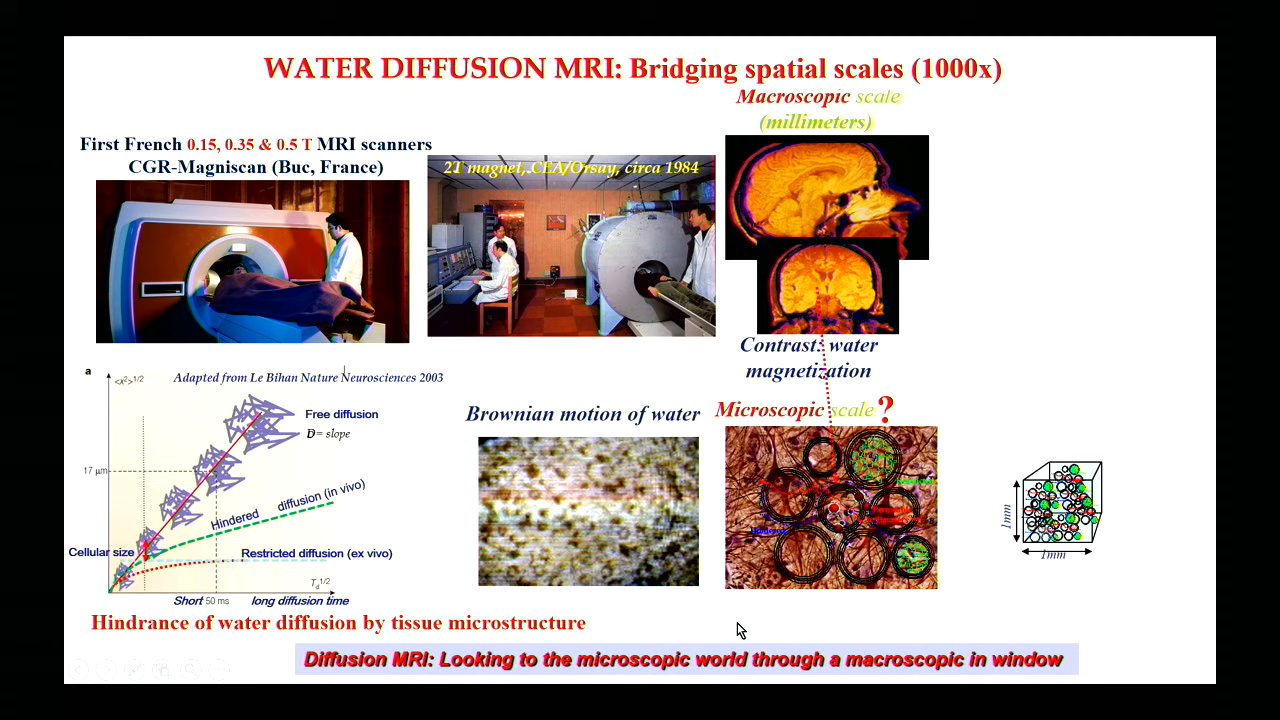 WATER DIFFUSION MRI: Bridging spatial scales (1000x)
Macroscopic scale
(millimeters)
First French 0.15, 0.35 & 0.5 T MRI scanners
CGR-Magniscan (Buc, France)
2T magnet, CEA/Orsay, circa 1984
Contrast: water
magnetization
a
<x²>1/2
Adapted from Le Bihan Nature Neurosciences 2003
Free diffusion
D= slope
17 µm
Hindered diffusion (in vivo)
Cellular size
Restricted diffusion (ex vivo)
Td1/2
Short 50 ms long diffusion time
Hindrance of water diffusion by tissue microstructure
Brownian motion of water
Microscopic scale ?
1mm
1mm
Diffusion MRI: Looking to the microscopic world through a macroscopic in window